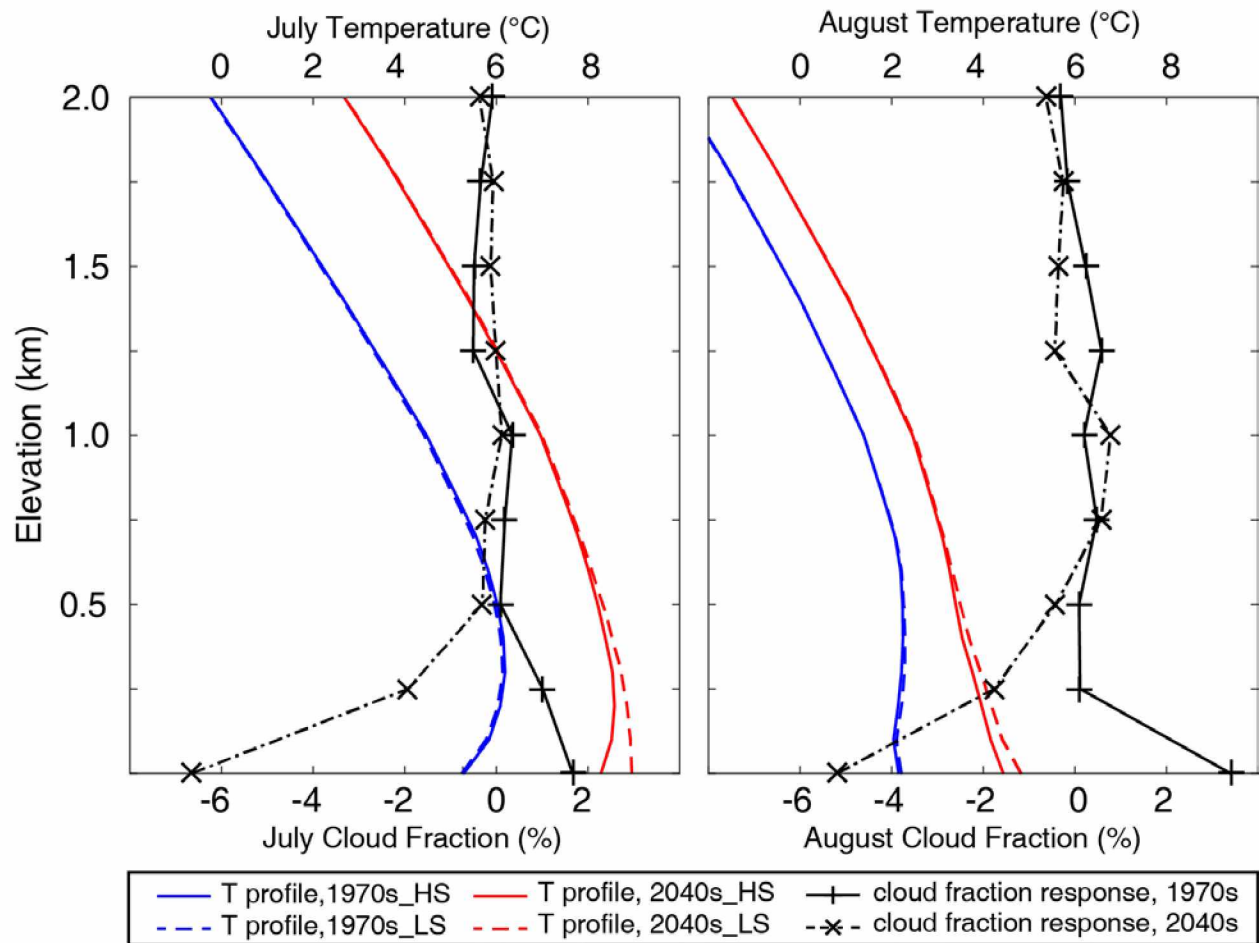 July Temperature (°C)
August Temperature (°C)
0 2 4 6 8
0 2 4 6 8
2.0
1.5
1.0
0.5
Elevation (km)
-6 -4 -2 0 2
-6 -4 -2 0 2
July Cloud Fraction (%)
August Cloud Fraction (%)
T profile,1970s_HS
T profile, 2040s_HS
cloud fraction response, 1970s
T profile,1970s_LS
T profile, 2040s_LS
cloud fraction response, 2040s